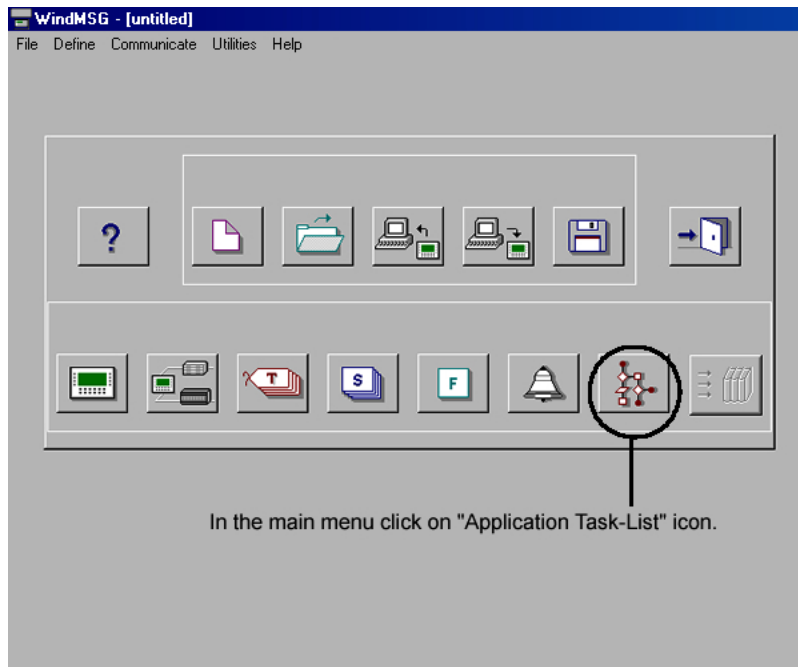 WindMSG - [untitled]
File Define Communicate Utilities Help
?
T
S
F
In the main menu click on "Application Task-List" icon.